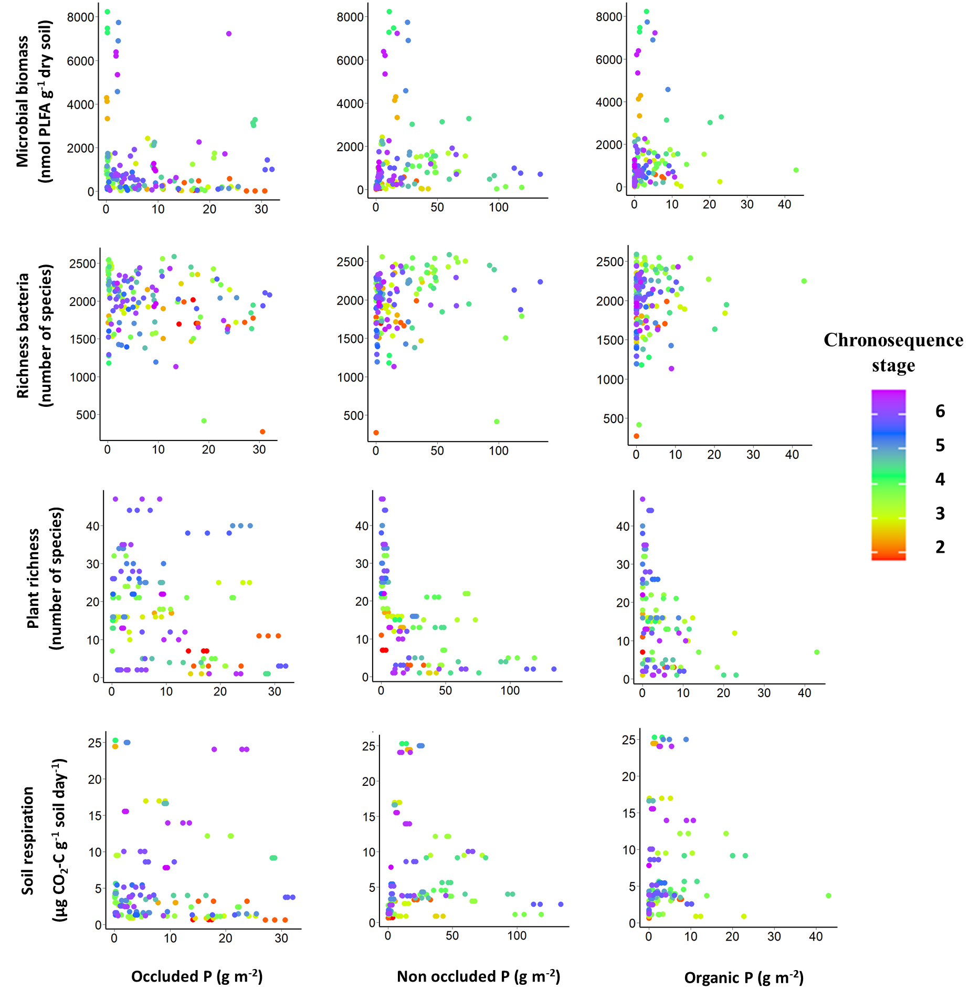 Microbial biomass
(nmol PLFA g-1 dry soil)
8000
6000
4000
2000
0
0 10 20 30
8000
6000
4000
2000
0
0 50 100
8000
6000
4000
2000
0
0 10 20 30 40
Richness bacteria
(number of species)
2500
2000
1500
1000
500
0 10 20 30
2500
2000
1500
1000
500
0 50 100
2500
2000
1500
1000
500
0 10 20 30 40
Chronosequence
stage
6
5
4
3
2
Plant richness
(number of species)
40
30
20
10
0
0 10 20 30
40
30
20
10
0
0 50 100
40
30
20
10
0
0 10 20 30 40
Soil respiration
(µg CO2-C g-1 soil day-1)
25
20
15
10
5
0
0 10 20 30
25
20
15
10
5
0
0 50 100
25
20
15
10
5
0
0 10 20 30 40
Occluded P (g m-2)
Non occluded P (g m-2)
Organic P (g m-2)